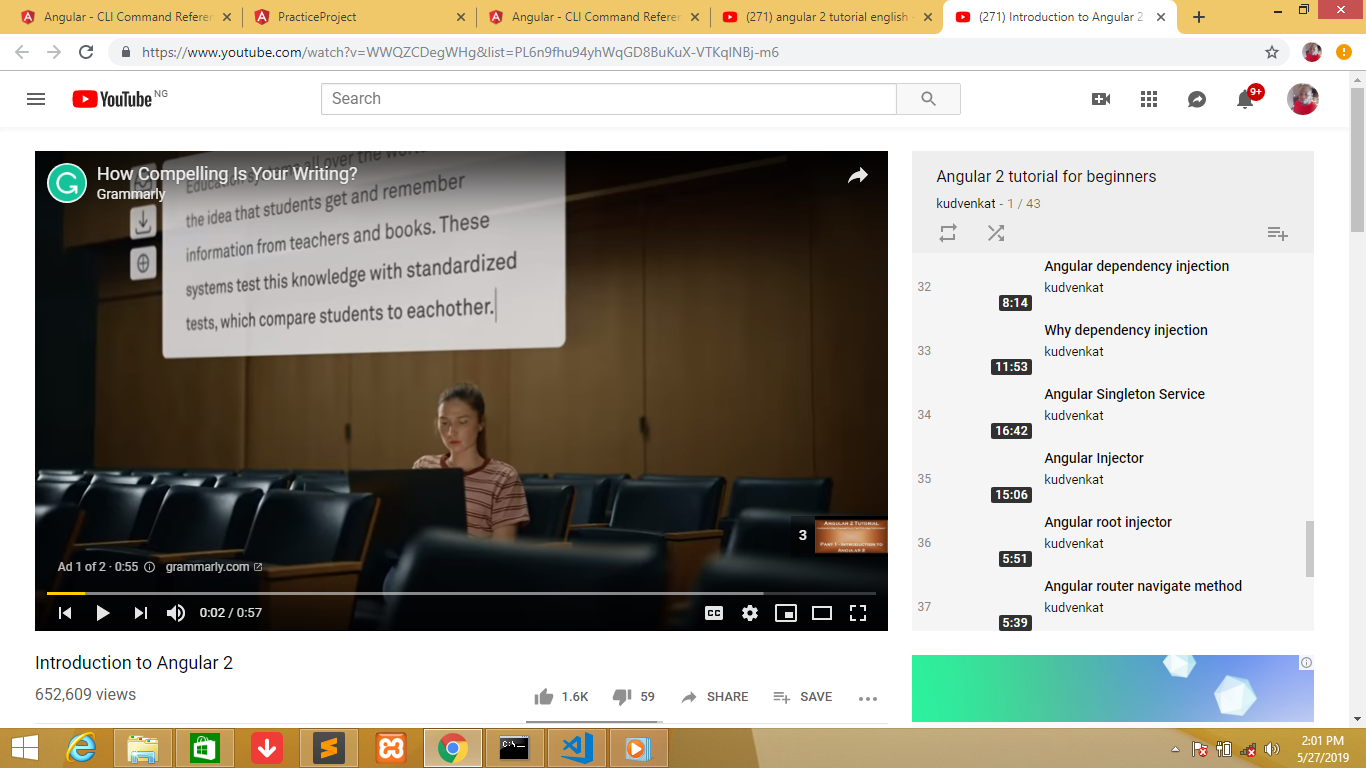 Angular - CLI Command Referen
PracticeProject
Angular - CLI Command Referen
(271) angular 2 tutorial english -
(271) Introduction to Angular 2
https://www.youtube.com/watch?v=WWQZCDegWHg&list=PL6n9fhu94yhWqGD8BuKuX-VTKqlNBj-m6
YouTube NG
Search
9+
How Compelling Is Your Writing?
Grammarly
the idea that students get and remember
information from teachers and books. These
systems test this knowledge with standardized
tests, which compare students to eachother.
3
ANGULAR 2 TUTORIAL
PART 1 - INTRODUCTION TO
ANGULAR 2
Ad 1 of 2 · 0:55
grammarly.com
0:02 / 0:57
CC
Introduction to Angular 2
652,609 views
1.6K
59
SHARE
SAVE
Angular 2 tutorial for beginners
kudvenkat - 1 / 43
32
8:14
Angular dependency injection
kudvenkat
33
11:53
Why dependency injection
kudvenkat
34
16:42
Angular Singleton Service
kudvenkat
35
15:06
Angular Injector
kudvenkat
36
5:51
Angular root injector
kudvenkat
37
5:39
Angular router navigate method
kudvenkat
2:01 PM
5/27/2019